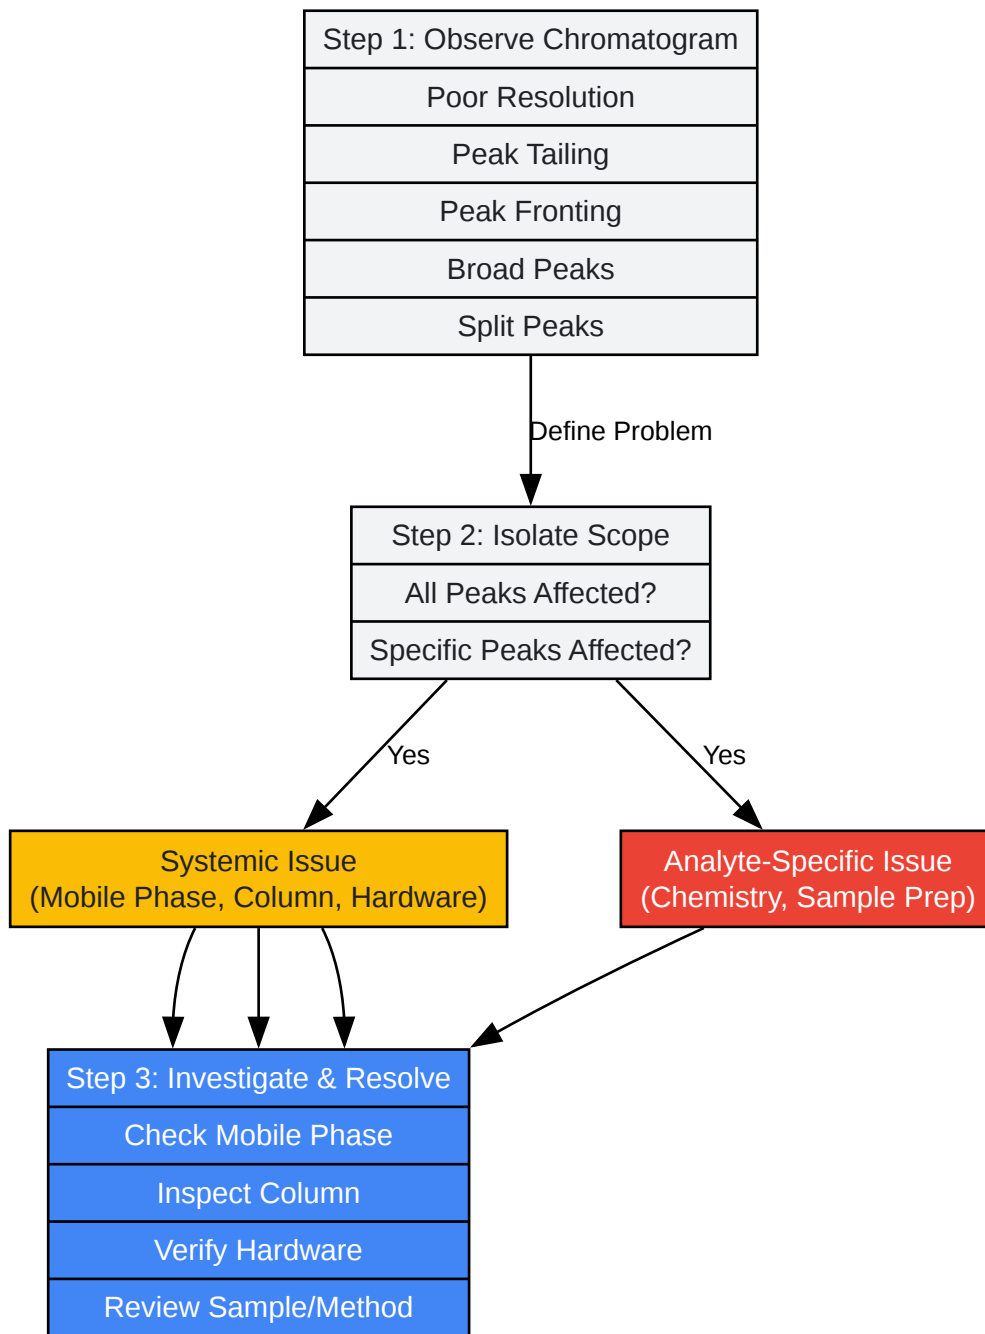 Step 1: Observe Chromatogram
Poor Resolution
Peak Tailing
Peak Fronting
Broad Peaks
Split Peaks
Define Problem
Step 2: Isolate Scope
All Peaks Affected?
Specific Peaks Affected?
Yes
Yes
Systemic Issue
(Mobile Phase, Column, Hardware)
Analyte-Specific Issue
(Chemistry, Sample Prep)
Step 3: Investigate & Resolve
Check Mobile Phase
Inspect Column
Verify Hardware
Review Sample/Method